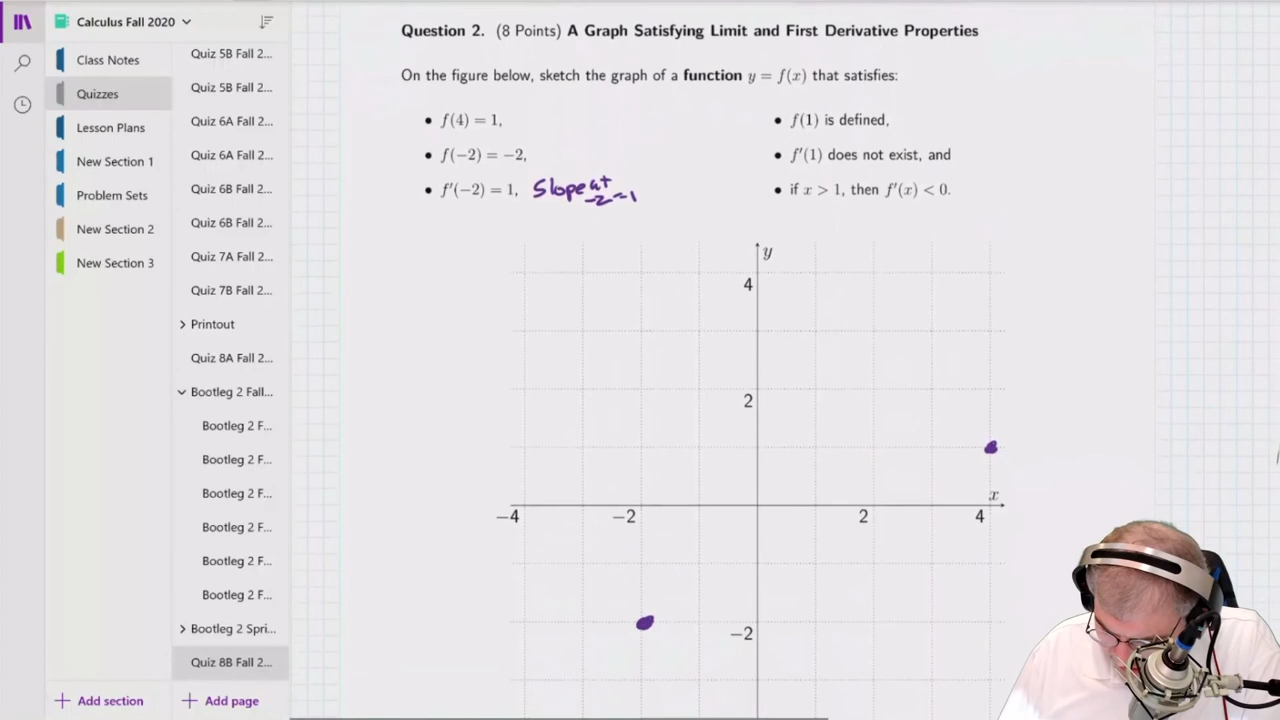 Calculus Fall 2020
Class Notes
Quizzes
Lesson Plans
New Section 1
Problem Sets
New Section 2
New Section 3
Add section
Quiz 5B Fall 2...
Quiz 5B Fall 2...
Quiz 6A Fall 2...
Quiz 6A Fall 2...
Quiz 6B Fall 2...
Quiz 6B Fall 2...
Quiz 7A Fall 2...
Quiz 7B Fall 2...
Printout
Quiz 8A Fall 2...
Bootleg 2 Fall...
Bootleg 2 F...
Bootleg 2 F...
Bootleg 2 F...
Bootleg 2 F...
Bootleg 2 F...
Bootleg 2 F...
Bootleg 2 Spri...
Quiz 8B Fall 2...
Add page
Question 2. (8 Points) A Graph Satisfying Limit and First Derivative Properties
On the figure below, sketch the graph of a function y = f(x) that satisfies:
• f(4) = 1,
• f(−2) = −2,
• f′(−2) = 1, Slope at
-2=1
• f(1) is defined,
• f′(1) does not exist, and
• if x > 1, then f′(x) < 0.
y
4
2
x
−4 −2 2 4
−2